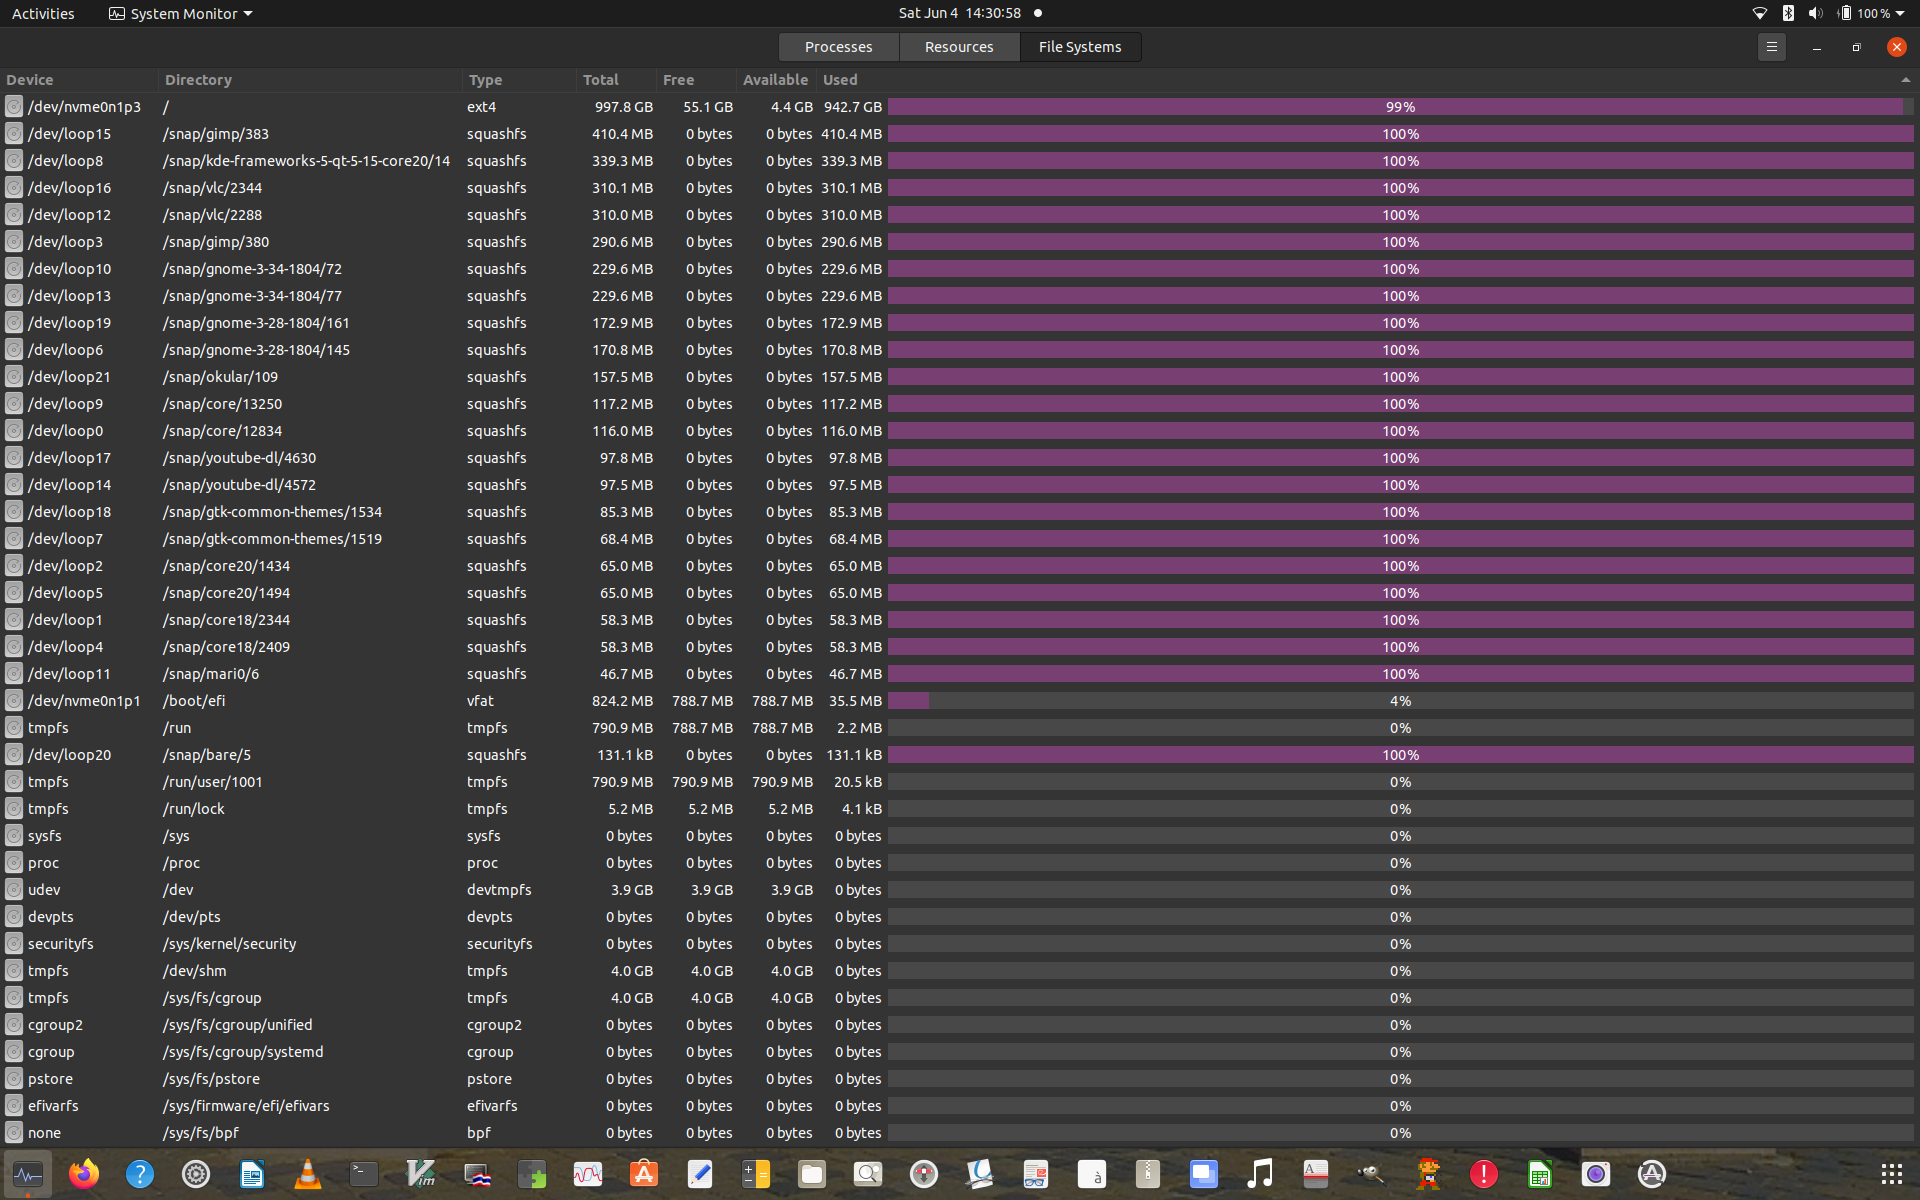 Activities System Monitor Sat Jun 4 14:30:58 100 %
Processes Resources File Systems
Device Directory Type Total Free Available Used
/dev/nvme0n1p3 / ext4 997.8 GB 55.1 GB 4.4 GB 942.7 GB 99%
/dev/loop15 /snap/gimp/383 squashfs 410.4 MB 0 bytes 0 bytes 410.4 MB 100%
/dev/loop8 /snap/kde-frameworks-5-qt-5-15-core20/14 squashfs 339.3 MB 0 bytes 0 bytes 339.3 MB 100%
/dev/loop16 /snap/vlc/2344 squashfs 310.1 MB 0 bytes 0 bytes 310.1 MB 100%
/dev/loop12 /snap/vlc/2288 squashfs 310.0 MB 0 bytes 0 bytes 310.0 MB 100%
/dev/loop3 /snap/gimp/380 squashfs 290.6 MB 0 bytes 0 bytes 290.6 MB 100%
/dev/loop10 /snap/gnome-3-34-1804/72 squashfs 229.6 MB 0 bytes 0 bytes 229.6 MB 100%
/dev/loop13 /snap/gnome-3-34-1804/77 squashfs 229.6 MB 0 bytes 0 bytes 229.6 MB 100%
/dev/loop19 /snap/gnome-3-28-1804/161 squashfs 172.9 MB 0 bytes 0 bytes 172.9 MB 100%
/dev/loop6 /snap/gnome-3-28-1804/145 squashfs 170.8 MB 0 bytes 0 bytes 170.8 MB 100%
/dev/loop21 /snap/okular/109 squashfs 157.5 MB 0 bytes 0 bytes 157.5 MB 100%
/dev/loop9 /snap/core/13250 squashfs 117.2 MB 0 bytes 0 bytes 117.2 MB 100%
/dev/loop0 /snap/core/12834 squashfs 116.0 MB 0 bytes 0 bytes 116.0 MB 100%
/dev/loop17 /snap/youtube-dl/4630 squashfs 97.8 MB 0 bytes 0 bytes 97.8 MB 100%
/dev/loop14 /snap/youtube-dl/4572 squashfs 97.5 MB 0 bytes 0 bytes 97.5 MB 100%
/dev/loop18 /snap/gtk-common-themes/1534 squashfs 85.3 MB 0 bytes 0 bytes 85.3 MB 100%
/dev/loop7 /snap/gtk-common-themes/1519 squashfs 68.4 MB 0 bytes 0 bytes 68.4 MB 100%
/dev/loop2 /snap/core20/1434 squashfs 65.0 MB 0 bytes 0 bytes 65.0 MB 100%
/dev/loop5 /snap/core20/1494 squashfs 65.0 MB 0 bytes 0 bytes 65.0 MB 100%
/dev/loop1 /snap/core18/2344 squashfs 58.3 MB 0 bytes 0 bytes 58.3 MB 100%
/dev/loop4 /snap/core18/2409 squashfs 58.3 MB 0 bytes 0 bytes 58.3 MB 100%
/dev/loop11 /snap/mari0/6 squashfs 46.7 MB 0 bytes 0 bytes 46.7 MB 100%
/dev/nvme0n1p1 /boot/efi vfat 824.2 MB 788.7 MB 788.7 MB 35.5 MB 4%
tmpfs /run tmpfs 790.9 MB 788.7 MB 788.7 MB 2.2 MB 0%
/dev/loop20 /snap/bare/5 squashfs 131.1 kB 0 bytes 0 bytes 131.1 kB 100%
tmpfs /run/user/1001 tmpfs 790.9 MB 790.9 MB 790.9 MB 20.5 kB 0%
tmpfs /run/lock tmpfs 5.2 MB 5.2 MB 5.2 MB 4.1 kB 0%
sysfs /sys sysfs 0 bytes 0 bytes 0 bytes 0 bytes 0%
proc /proc proc 0 bytes 0 bytes 0 bytes 0 bytes 0%
udev /dev devtmpfs 3.9 GB 3.9 GB 3.9 GB 0 bytes 0%
devpts /dev/pts devpts 0 bytes 0 bytes 0 bytes 0 bytes 0%
securityfs /sys/kernel/security securityfs 0 bytes 0 bytes 0 bytes 0 bytes 0%
tmpfs /dev/shm tmpfs 4.0 GB 4.0 GB 4.0 GB 0 bytes 0%
tmpfs /sys/fs/cgroup tmpfs 4.0 GB 4.0 GB 4.0 GB 0 bytes 0%
cgroup2 /sys/fs/cgroup/unified cgroup2 0 bytes 0 bytes 0 bytes 0 bytes 0%
cgroup /sys/fs/cgroup/systemd cgroup 0 bytes 0 bytes 0 bytes 0 bytes 0%
pstore /sys/fs/pstore pstore 0 bytes 0 bytes 0 bytes 0 bytes 0%
efivarfs /sys/firmware/efi/efivars efivarfs 0 bytes 0 bytes 0 bytes 0 bytes 0%
none /sys/fs/bpf bpf 0 bytes 0 bytes 0 bytes 0 bytes 0%